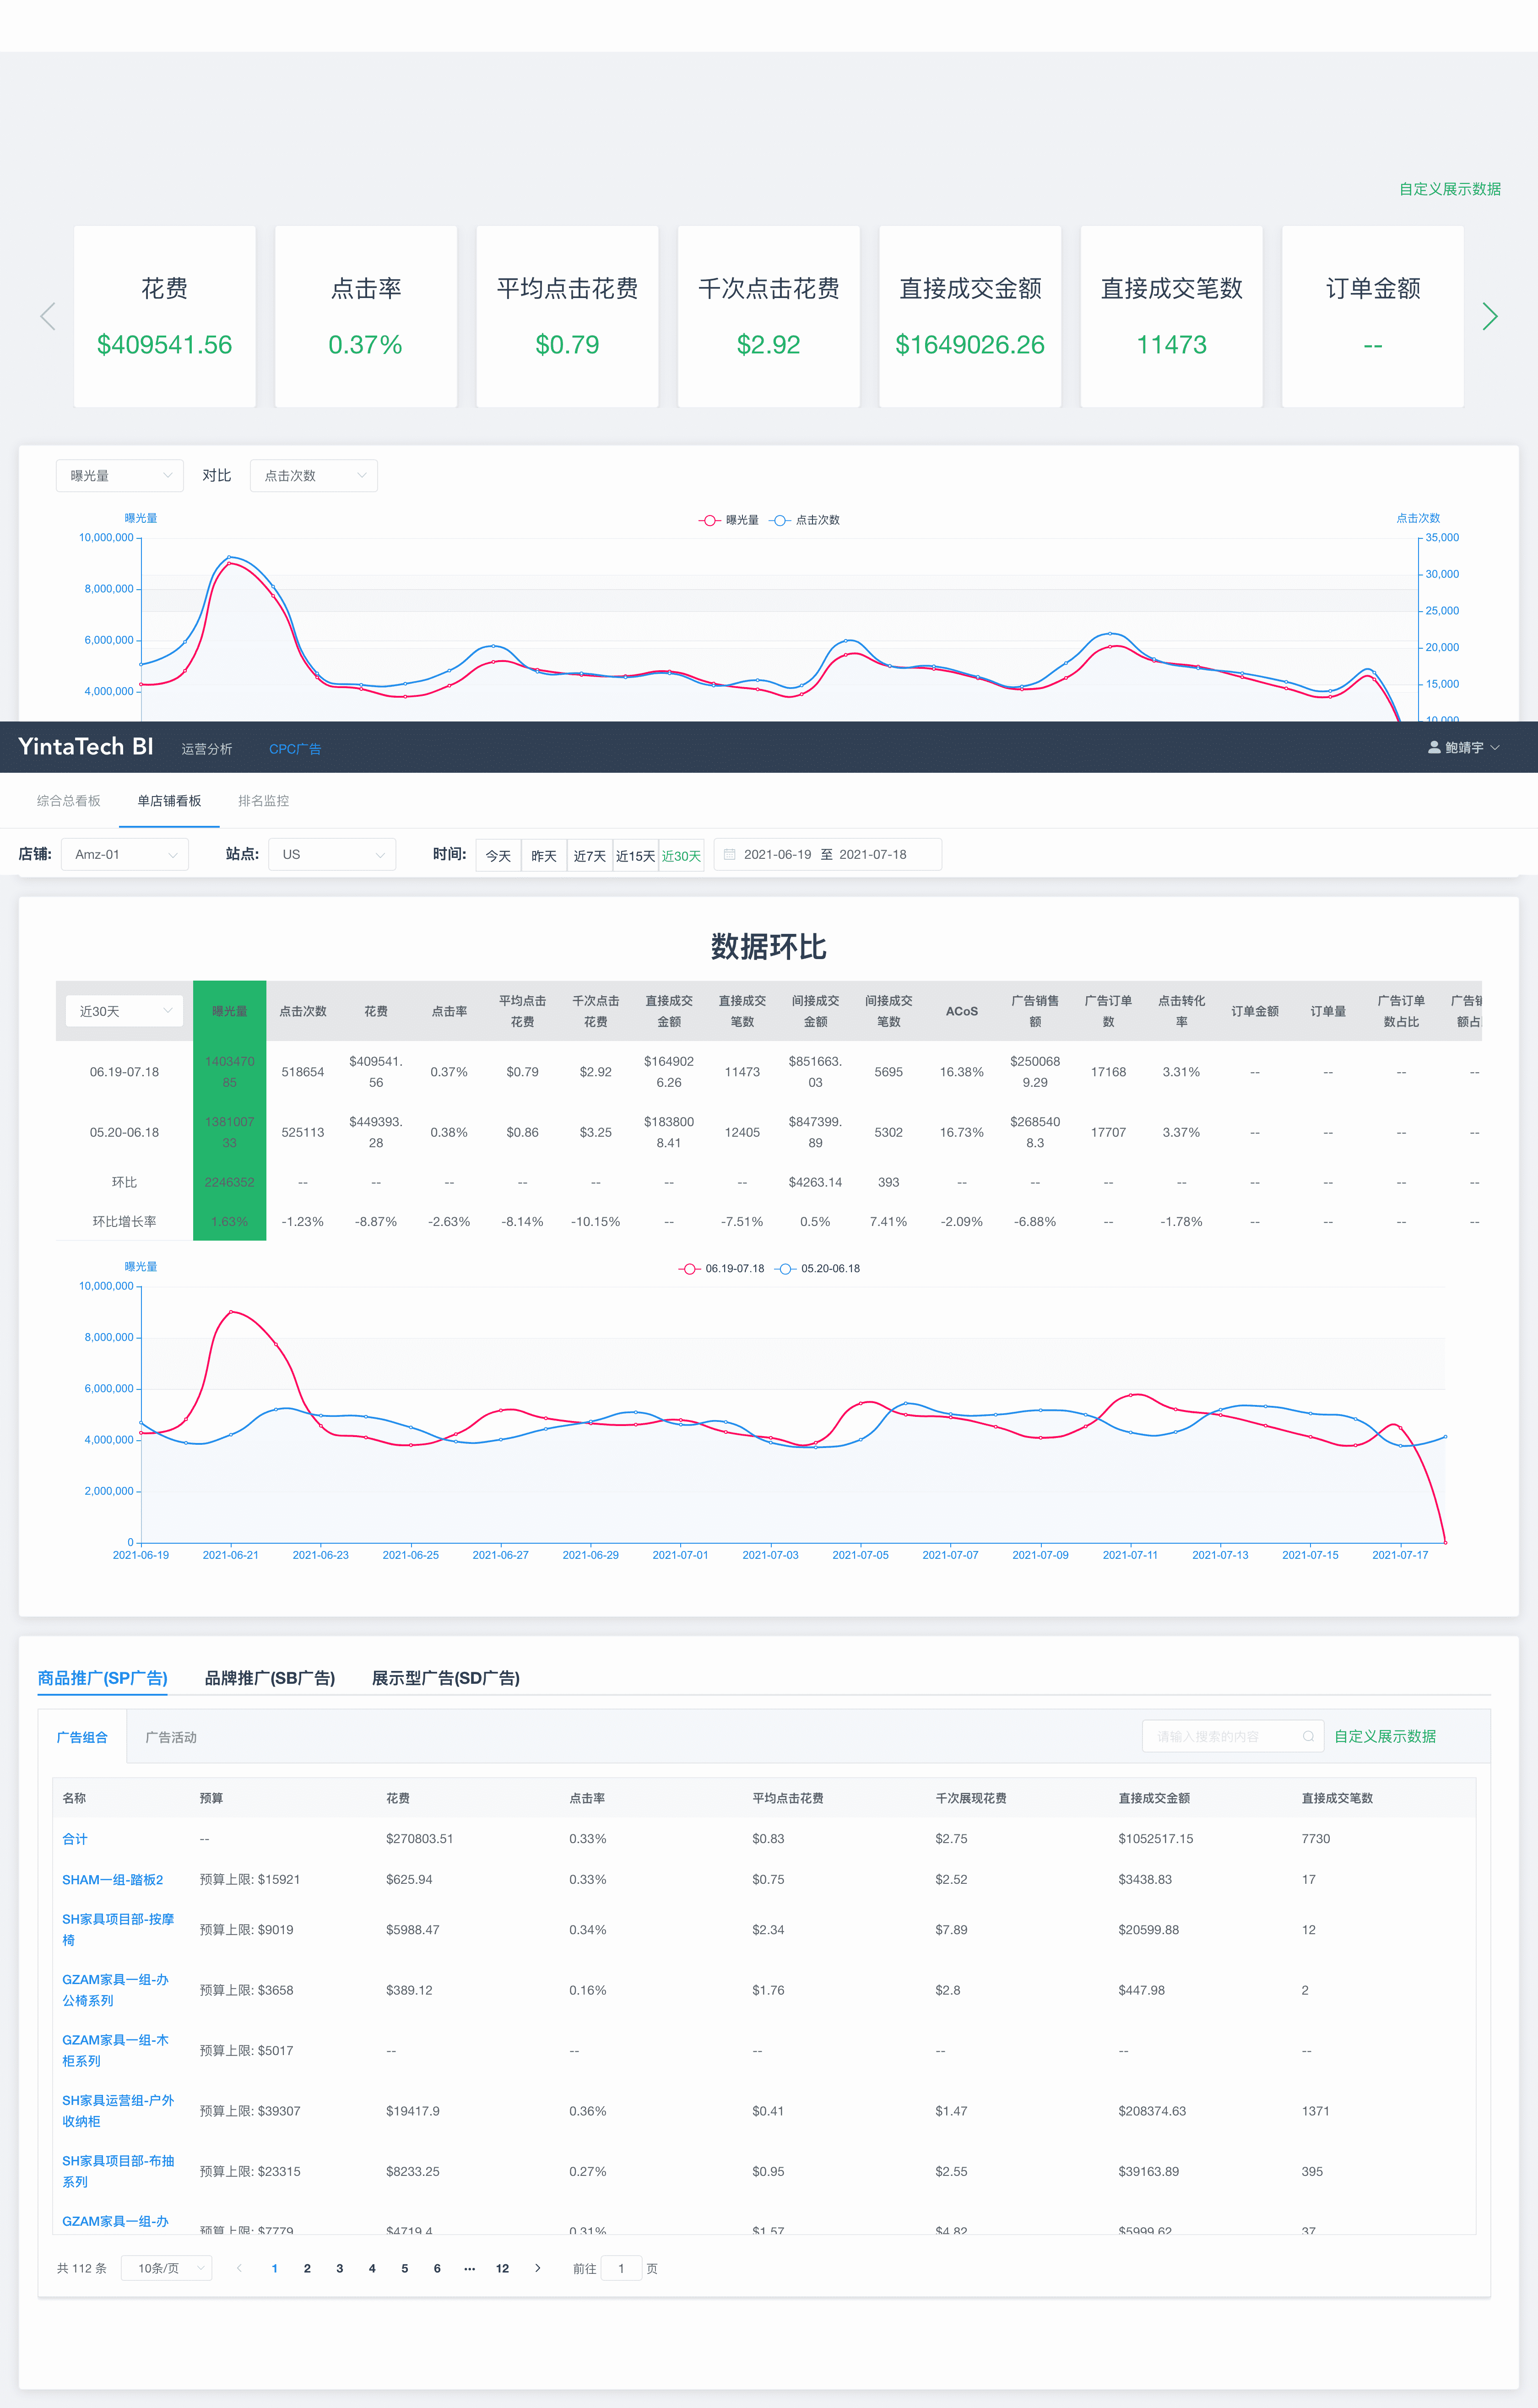 自定义展示数据
花费 点击率 平均点击花费 千次点击花费 直接成交金额 直接成交笔数 订单金额
$409541.56 0.37% $0.79 $2.92 $1649026.26 11473 --
曝光量 对比 点击次数
曝光量 曝光量 点击次数 点击次数
10,000,000 35,000
30,000
8,000,000
25,000
6,000,000 20,000
4,000,000 15,000
10,000
YintaTech BI 运营分析 CPC广告 鲍靖宇
综合总看板 单店铺看板 排名监控
店铺: Amz-01 站点: US 时间: 今天 昨天 近7天 近15天 近30天 2021-06-19 至 2021-07-18
数据环比
近30天 曝光量 点击次数 花费 点击率 平均点击花费 千次点击花费 直接成交金额 直接成交笔数 间接成交金额 间接成交笔数 ACoS 广告销售额 广告订单数 点击转化率 订单金额 订单量 广告订单数占比 广告销额占
06.19-07.18 140347085 518654 $409541.56 0.37% $0.79 $2.92 $1649026.26 11473 $851663.03 5695 16.38% $2500689.29 17168 3.31% -- -- -- --
05.20-06.18 138100733 525113 $449393.28 0.38% $0.86 $3.25 $1838008.41 12405 $847399.89 5302 16.73% $2685408.3 17707 3.37% -- -- -- --
环比 2246352 -- -- -- -- -- -- -- $4263.14 393 -- -- -- -- -- -- -- --
环比增长率 1.63% -1.23% -8.87% -2.63% -8.14% -10.15% -- -7.51% 0.5% 7.41% -2.09% -6.88% -- -1.78% -- -- -- --
曝光量 06.19-07.18 05.20-06.18
10,000,000
8,000,000
6,000,000
4,000,000
2,000,000
0
2021-06-19 2021-06-21 2021-06-23 2021-06-25 2021-06-27 2021-06-29 2021-07-01 2021-07-03 2021-07-05 2021-07-07 2021-07-09 2021-07-11 2021-07-13 2021-07-15 2021-07-17
商品推广(SP广告) 品牌推广(SB广告) 展示型广告(SD广告)
广告组合 广告活动 请输入搜索的内容 自定义展示数据
名称 预算 花费 点击率 平均点击花费 千次展现花费 直接成交金额 直接成交笔数
合计 -- $270803.51 0.33% $0.83 $2.75 $1052517.15 7730
SHAM一组-踏板2 预算上限: $15921 $625.94 0.33% $0.75 $2.52 $3438.83 17
SH家具项目部-按摩椅 预算上限: $9019 $5988.47 0.34% $2.34 $7.89 $20599.88 12
GZAM家具一组-办公椅系列 预算上限: $3658 $389.12 0.16% $1.76 $2.8 $447.98 2
GZAM家具一组-木柜系列 预算上限: $5017 -- -- -- -- -- --
SH家具运营组-户外收纳柜 预算上限: $39307 $19417.9 0.36% $0.41 $1.47 $208374.63 1371
SH家具项目部-布抽系列 预算上限: $23315 $8233.25 0.27% $0.95 $2.55 $39163.89 395
GZAM家具一组-办 预算上限: $7779 $4719.4 0.31% $1.57 $4.82 $5999.62 37
共 112 条 10条/页 1 2 3 4 5 6 ••• 12 前往 1 页